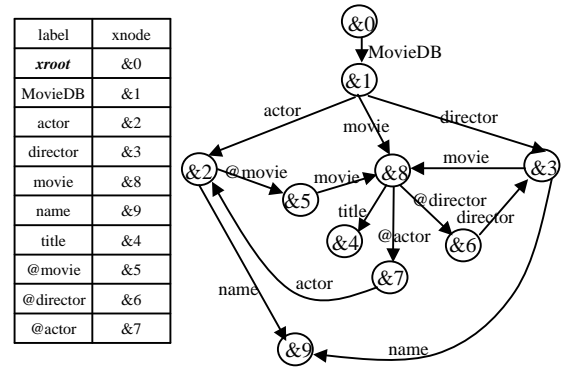 label xnode
xroot &0
MovieDB &1
actor &2
director &3
movie &8
name &9
title &4
@movie &5
@director &6
@actor &7
&0
MovieDB
&1
actor
movie
director
&2
@movie
movie
&8
movie
&3
&5
@director
title
director
&4
@actor
&6
&7
name
actor
&9
name